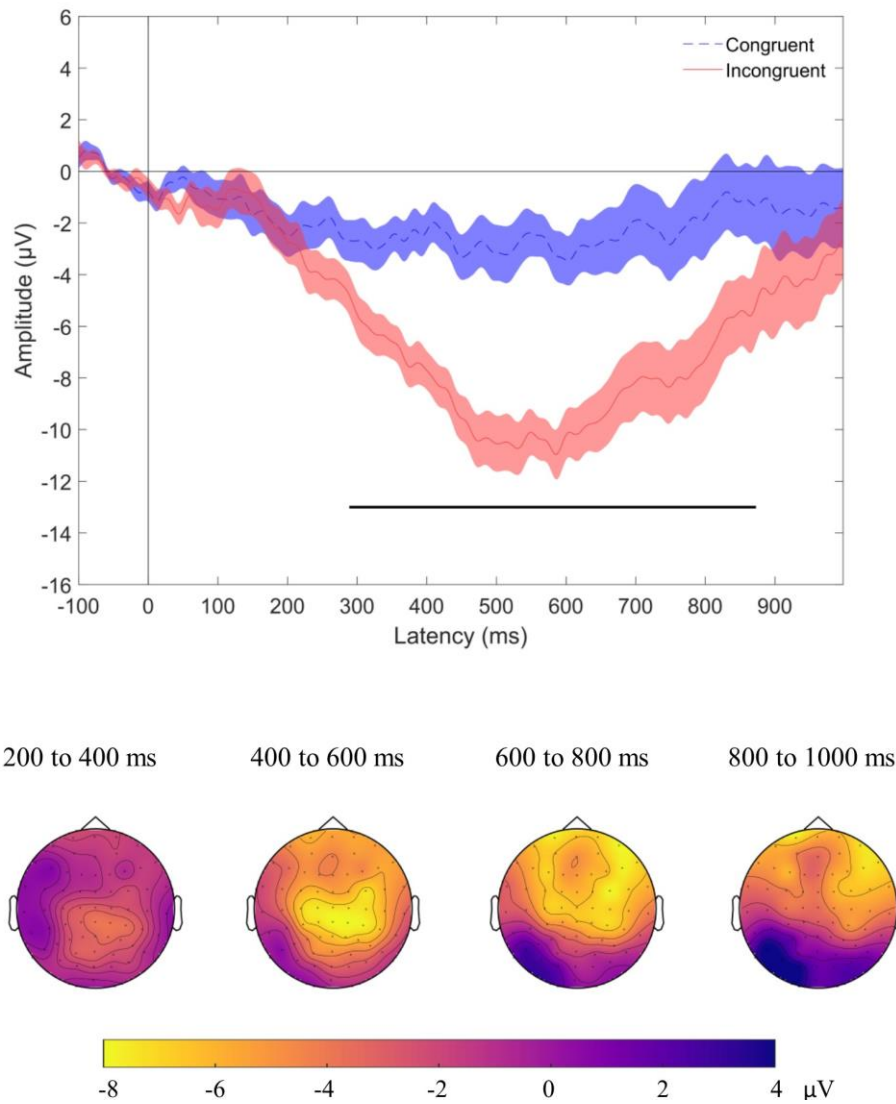 6
4
2
0
-2
-4
-6
-8
-10
-12
-14
-16
Amplitude (µV)
Congruent
Incongruent
-100 0 100 200 300 400 500 600 700 800 900
Latency (ms)
200 to 400 ms 400 to 600 ms 600 to 800 ms 800 to 1000 ms
-8 -6 -4 -2 0 2 4 µV